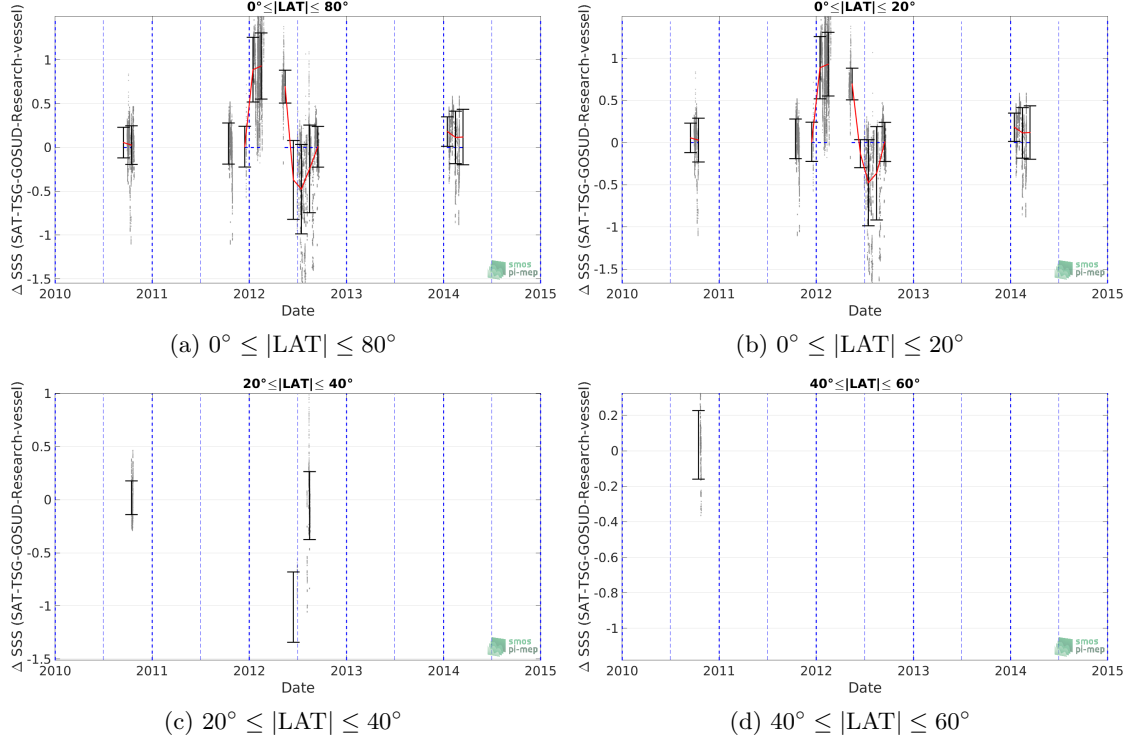 0°≤|LAT|≤ 80°
Δ SSS (SAT-TSG-GOSUD-Research-vessel)
1
0.5
0
-0.5
-1
-1.5
2010 2011 2012 2013 2014 2015
Date
smos
pi-mep
(a) 0° ≤ |LAT| ≤ 80°
0°≤|LAT|≤ 20°
Δ SSS (SAT-TSG-GOSUD-Research-vessel)
1
0.5
0
-0.5
-1
-1.5
2010 2011 2012 2013 2014 2015
Date
smos
pi-mep
(b) 0° ≤ |LAT| ≤ 20°
20°≤|LAT|≤ 40°
Δ SSS (SAT-TSG-GOSUD-Research-vessel)
1
0.5
0
-0.5
-1
-1.5
2010 2011 2012 2013 2014 2015
Date
smos
pi-mep
(c) 20° ≤ |LAT| ≤ 40°
40°≤|LAT|≤ 60°
Δ SSS (SAT-TSG-GOSUD-Research-vessel)
0.2
0
-0.2
-0.4
-0.6
-0.8
-1
2010 2011 2012 2013 2014 2015
Date
smos
pi-mep
(d) 40° ≤ |LAT| ≤ 60°